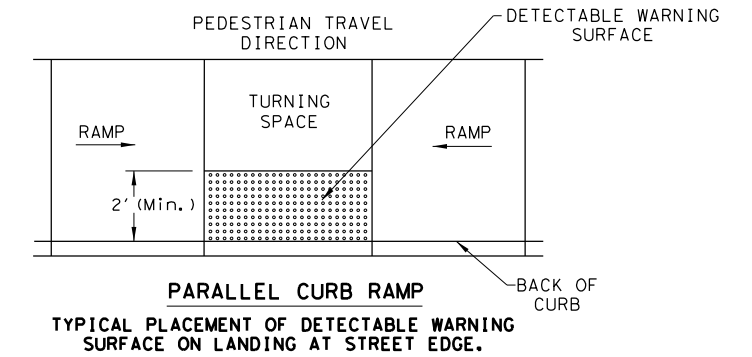 PEDESTRIAN TRAVEL
DIRECTION
DETECTABLE WARNING
SURFACE
TURNING
SPACE
RAMP
RAMP
2' (Min.)
BACK OF
CURB
PARALLEL CURB RAMP
TYPICAL PLACEMENT OF DETECTABLE WARNING
SURFACE ON LANDING AT STREET EDGE.